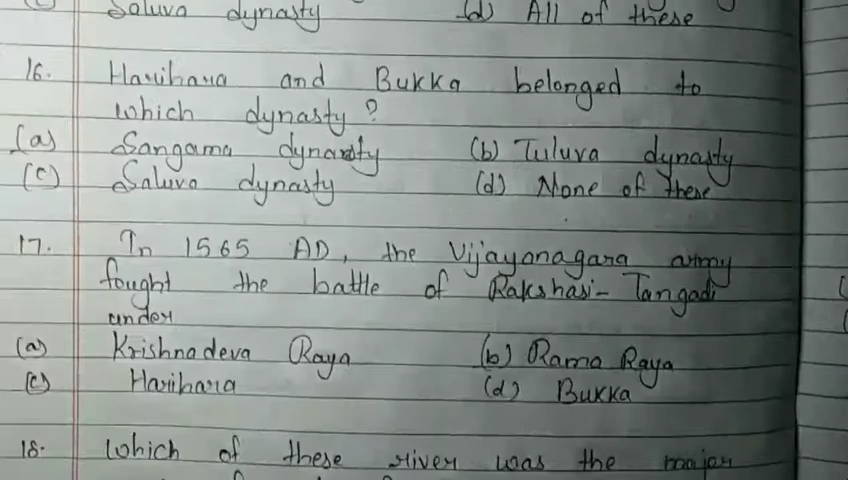 Saluva dynasty (d) All of these
16. Harihara and Bukka belonged to
which dynasty?
(a) Sangama dynasty (b) Tuluva dynasty
(c) Saluva dynasty (d) None of these
17. In 1565 AD, the Vijayanagara army
fought the battle of Rakshasi-Tangadi
under
(a) Krishnadeva Raya (b) Rama Raya
(c) Harihara (d) Bukka
18. Which of these river was the major